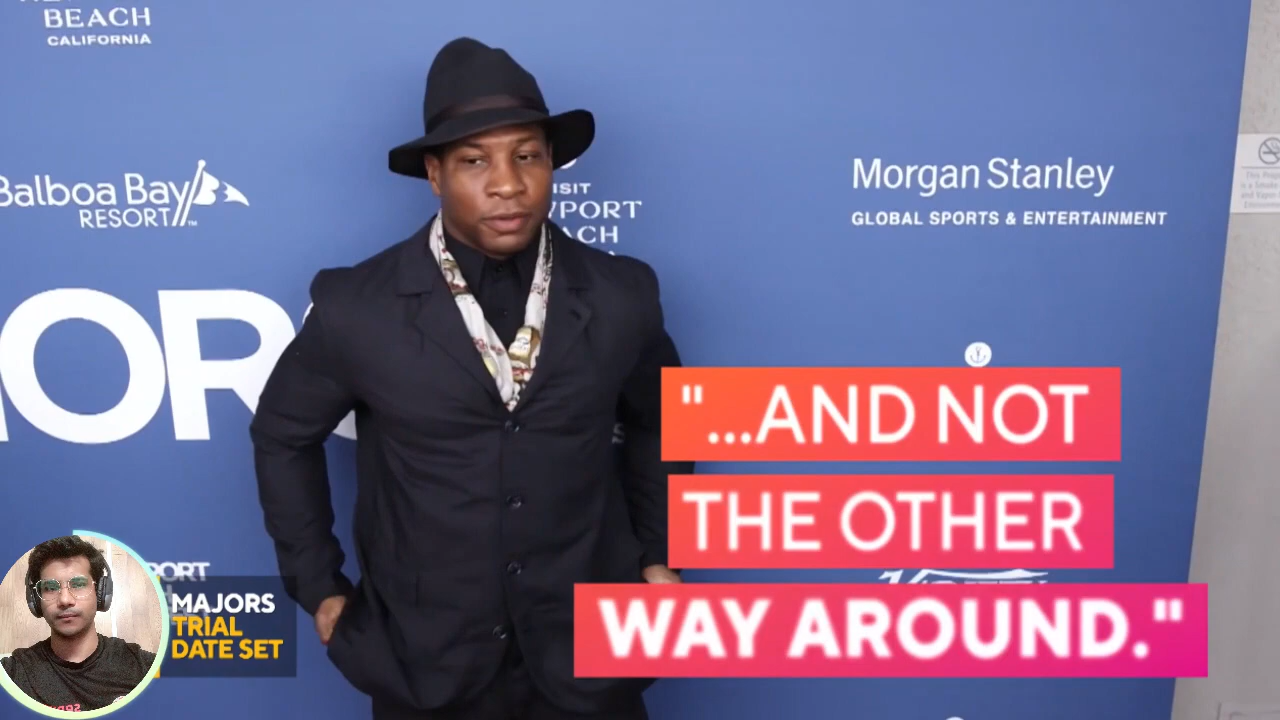 BEACH
CALIFORNIA
Balboa Bay
RESORT
Morgan Stanley
GLOBAL SPORTS & ENTERTAINMENT
"...AND NOT
THE OTHER
WAY AROUND."
MAJORS
TRIAL
DATE SET